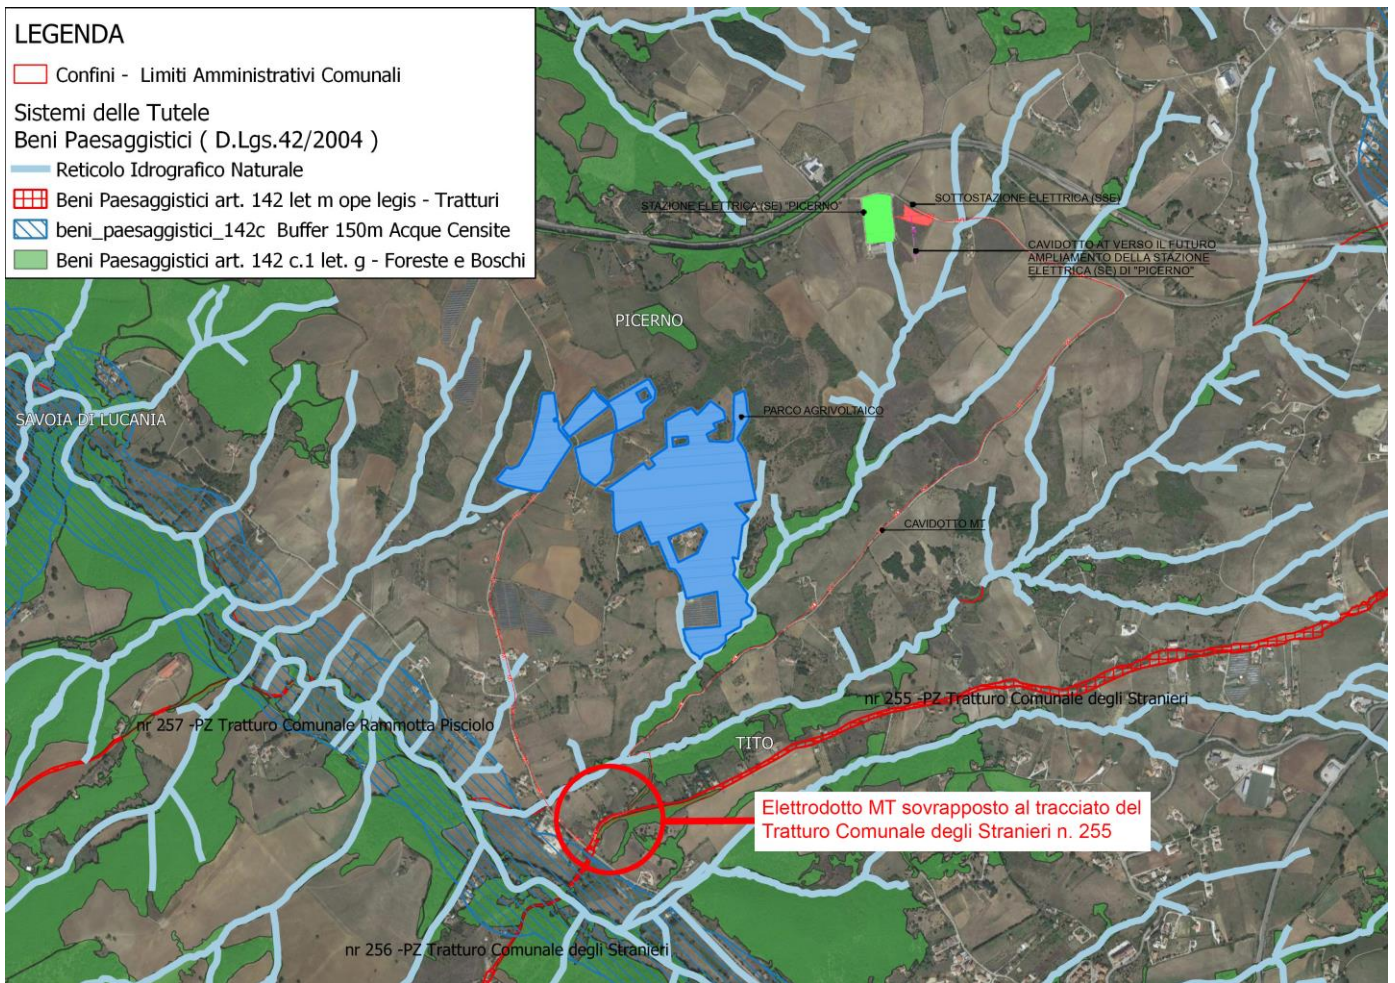 LEGENDA
Confini - Limiti Amministrativi Comunali
Sistemi delle Tutele
Beni Paesaggistici ( D.Lgs.42/2004 )
Reticolo Idrografico Naturale
Beni Paesaggistici art. 142 let m ope legis - Tratturi
beni_paesaggistici_142c Buffer 150m Acque Censite
Beni Paesaggistici art. 142 c.1 let. g - Foreste e Boschi
STAZIONE ELETTRICA (SE) "PICERNO"
SOTTOSTAZIONE ELETTRICA (SSE)
CAVIDOTTO AT VERSO IL FUTURO
AMPLIAMENTO DELLA STAZIONE
ELETTRICA (SE) DI "PICERNO"
PICERNO
SAVOIA DI LUCANIA
PARCO AGRIVOLTAICO
CAVIDOTTO MT
nr 255 -PZ Tratturo Comunale degli Stranieri
nr 257 -PZ Tratturo Comunale Rammotta Pisciolo
TITO
Elettrodotto MT sovrapposto al tracciato del
Tratturo Comunale degli Stranieri n. 255
nr 256 -PZ Tratturo Comunale degli Stranieri